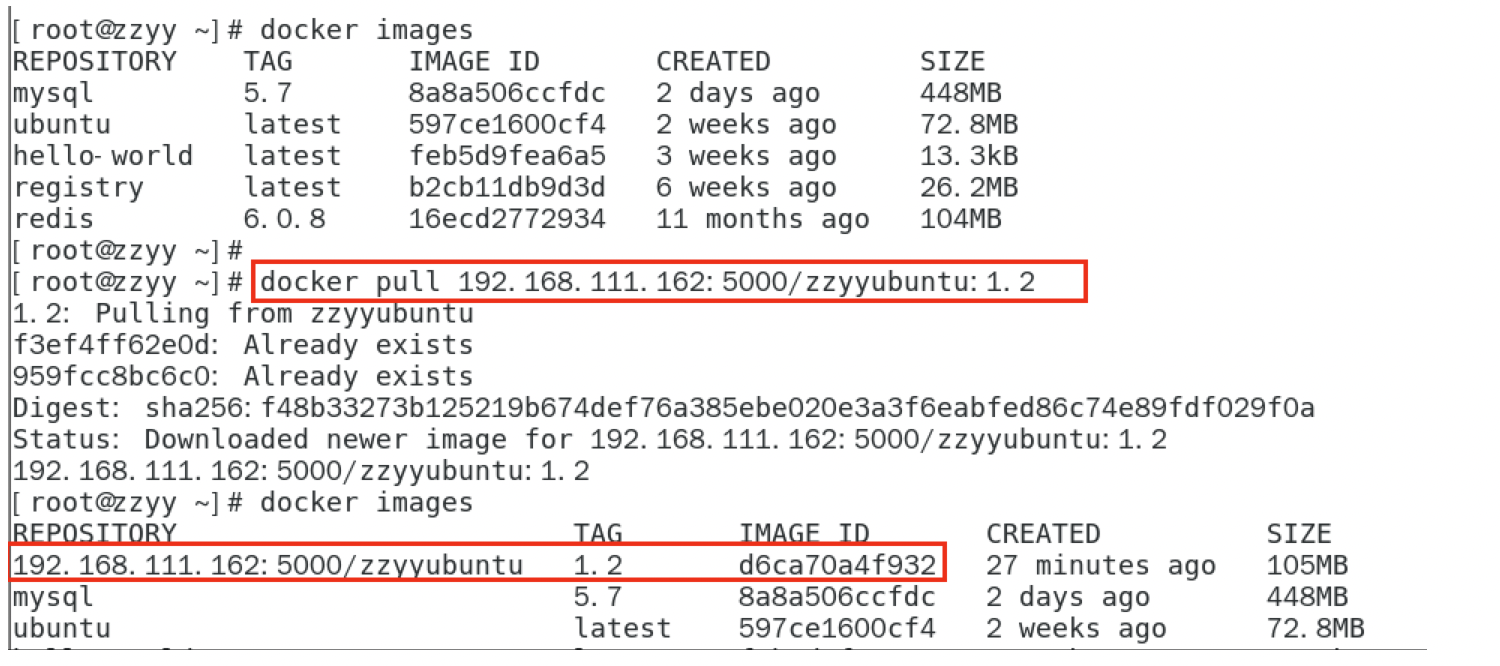 [root@zzyy ~]# docker images
REPOSITORY TAG IMAGE ID CREATED SIZE
mysql 5.7 8a8a506ccfdc 2 days ago 448MB
ubuntu latest 597ce1600cf4 2 weeks ago 72.8MB
hello-world latest feb5d9fea6a5 3 weeks ago 13.3kB
registry latest b2cb11db9d3d 6 weeks ago 26.2MB
redis 6.0.8 16ecd2772934 11 months ago 104MB
[root@zzyy ~]#
[root@zzyy ~]# docker pull 192.168.111.162:5000/zzyyubuntu:1.2
1.2: Pulling from zzyyubuntu
f3ef4ff62e0d: Already exists
959fcc8bc6c0: Already exists
Digest: sha256:f48b33273b125219b674def76a385ebe020e3a3f6eabfed86c74e89fdf029f0a
Status: Downloaded newer image for 192.168.111.162:5000/zzyyubuntu:1.2
192.168.111.162:5000/zzyyubuntu:1.2
[root@zzyy ~]# docker images
REPOSITORY TAG IMAGE ID CREATED SIZE
192.168.111.162:5000/zzyyubuntu 1.2 d6ca70a4f932 27 minutes ago 105MB
mysql 5.7 8a8a506ccfdc 2 days ago 448MB
ubuntu latest 597ce1600cf4 2 weeks ago 72.8MB